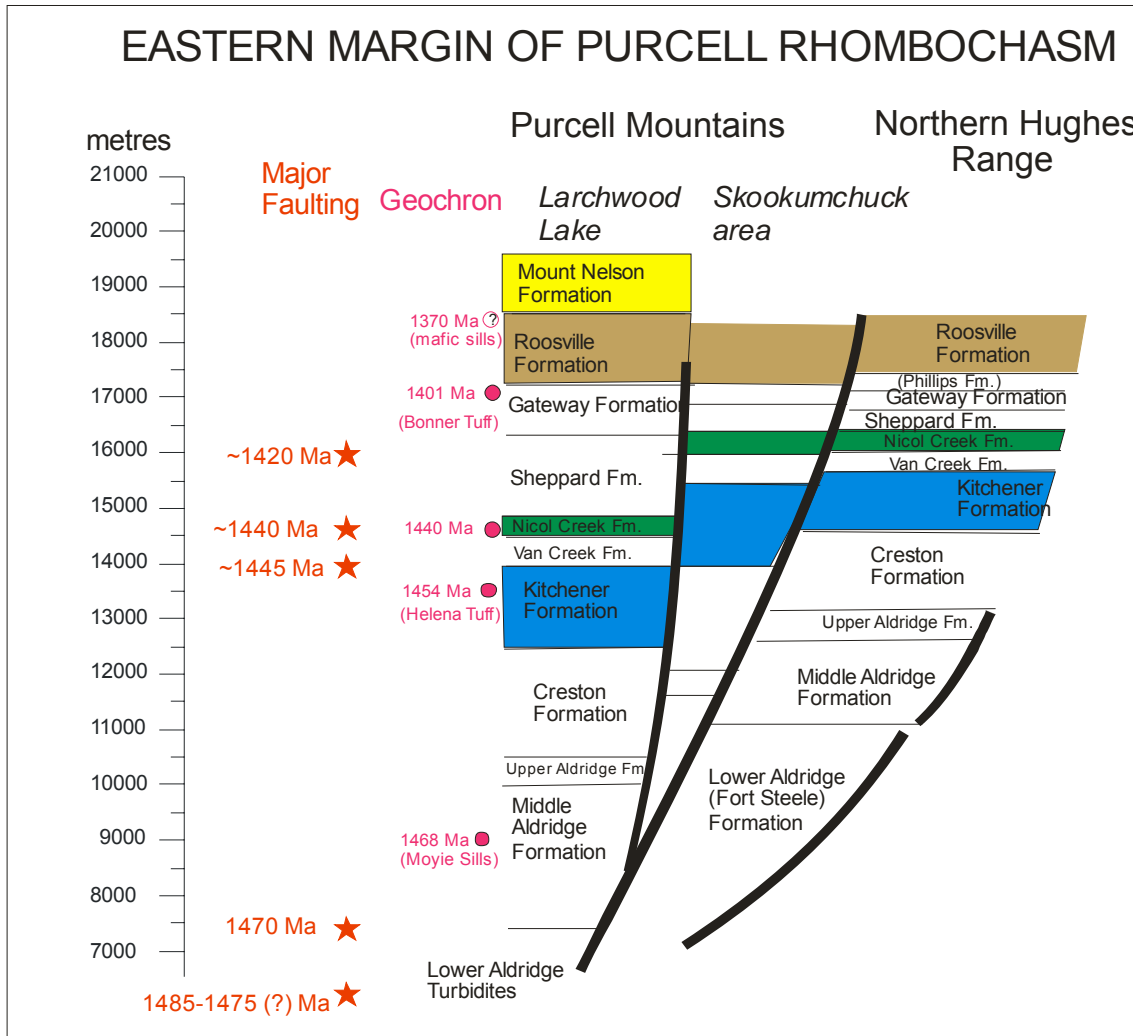 EASTERN MARGIN OF PURCELL RHOMBOCHASM
Purcell Mountains
Northern Hughes
Range
metres
Major
Faulting
Geochron
Larchwood
Lake
Skookumchuck
area
21000
20000
19000
18000
17000
16000
15000
14000
13000
12000
11000
10000
9000
8000
7000
~1420 Ma
~1440 Ma
~1445 Ma
1470 Ma
1485-1475 (?) Ma
1370 Ma ?
(mafic sills)
1401 Ma
(Bonner Tuff)
1440 Ma
1454 Ma
(Helena Tuff)
1468 Ma
(Moyie Sills)
Mount Nelson
Formation
Roosville
Formation
Gateway Formation
Sheppard Fm.
Nicol Creek Fm.
Van Creek Fm.
Kitchener
Formation
Creston
Formation
Upper Aldridge Fm
Middle
Aldridge
Formation
Lower Aldridge
Turbidites
Roosville
Formation
(Phillips Fm.)
Gateway Formation
Sheppard Fm.
Nicol Creek Fm.
Van Creek Fm.
Kitchener
Formation
Creston
Formation
Upper Aldridge Fm.
Middle Aldridge
Formation
Lower Aldridge
(Fort Steele)
Formation